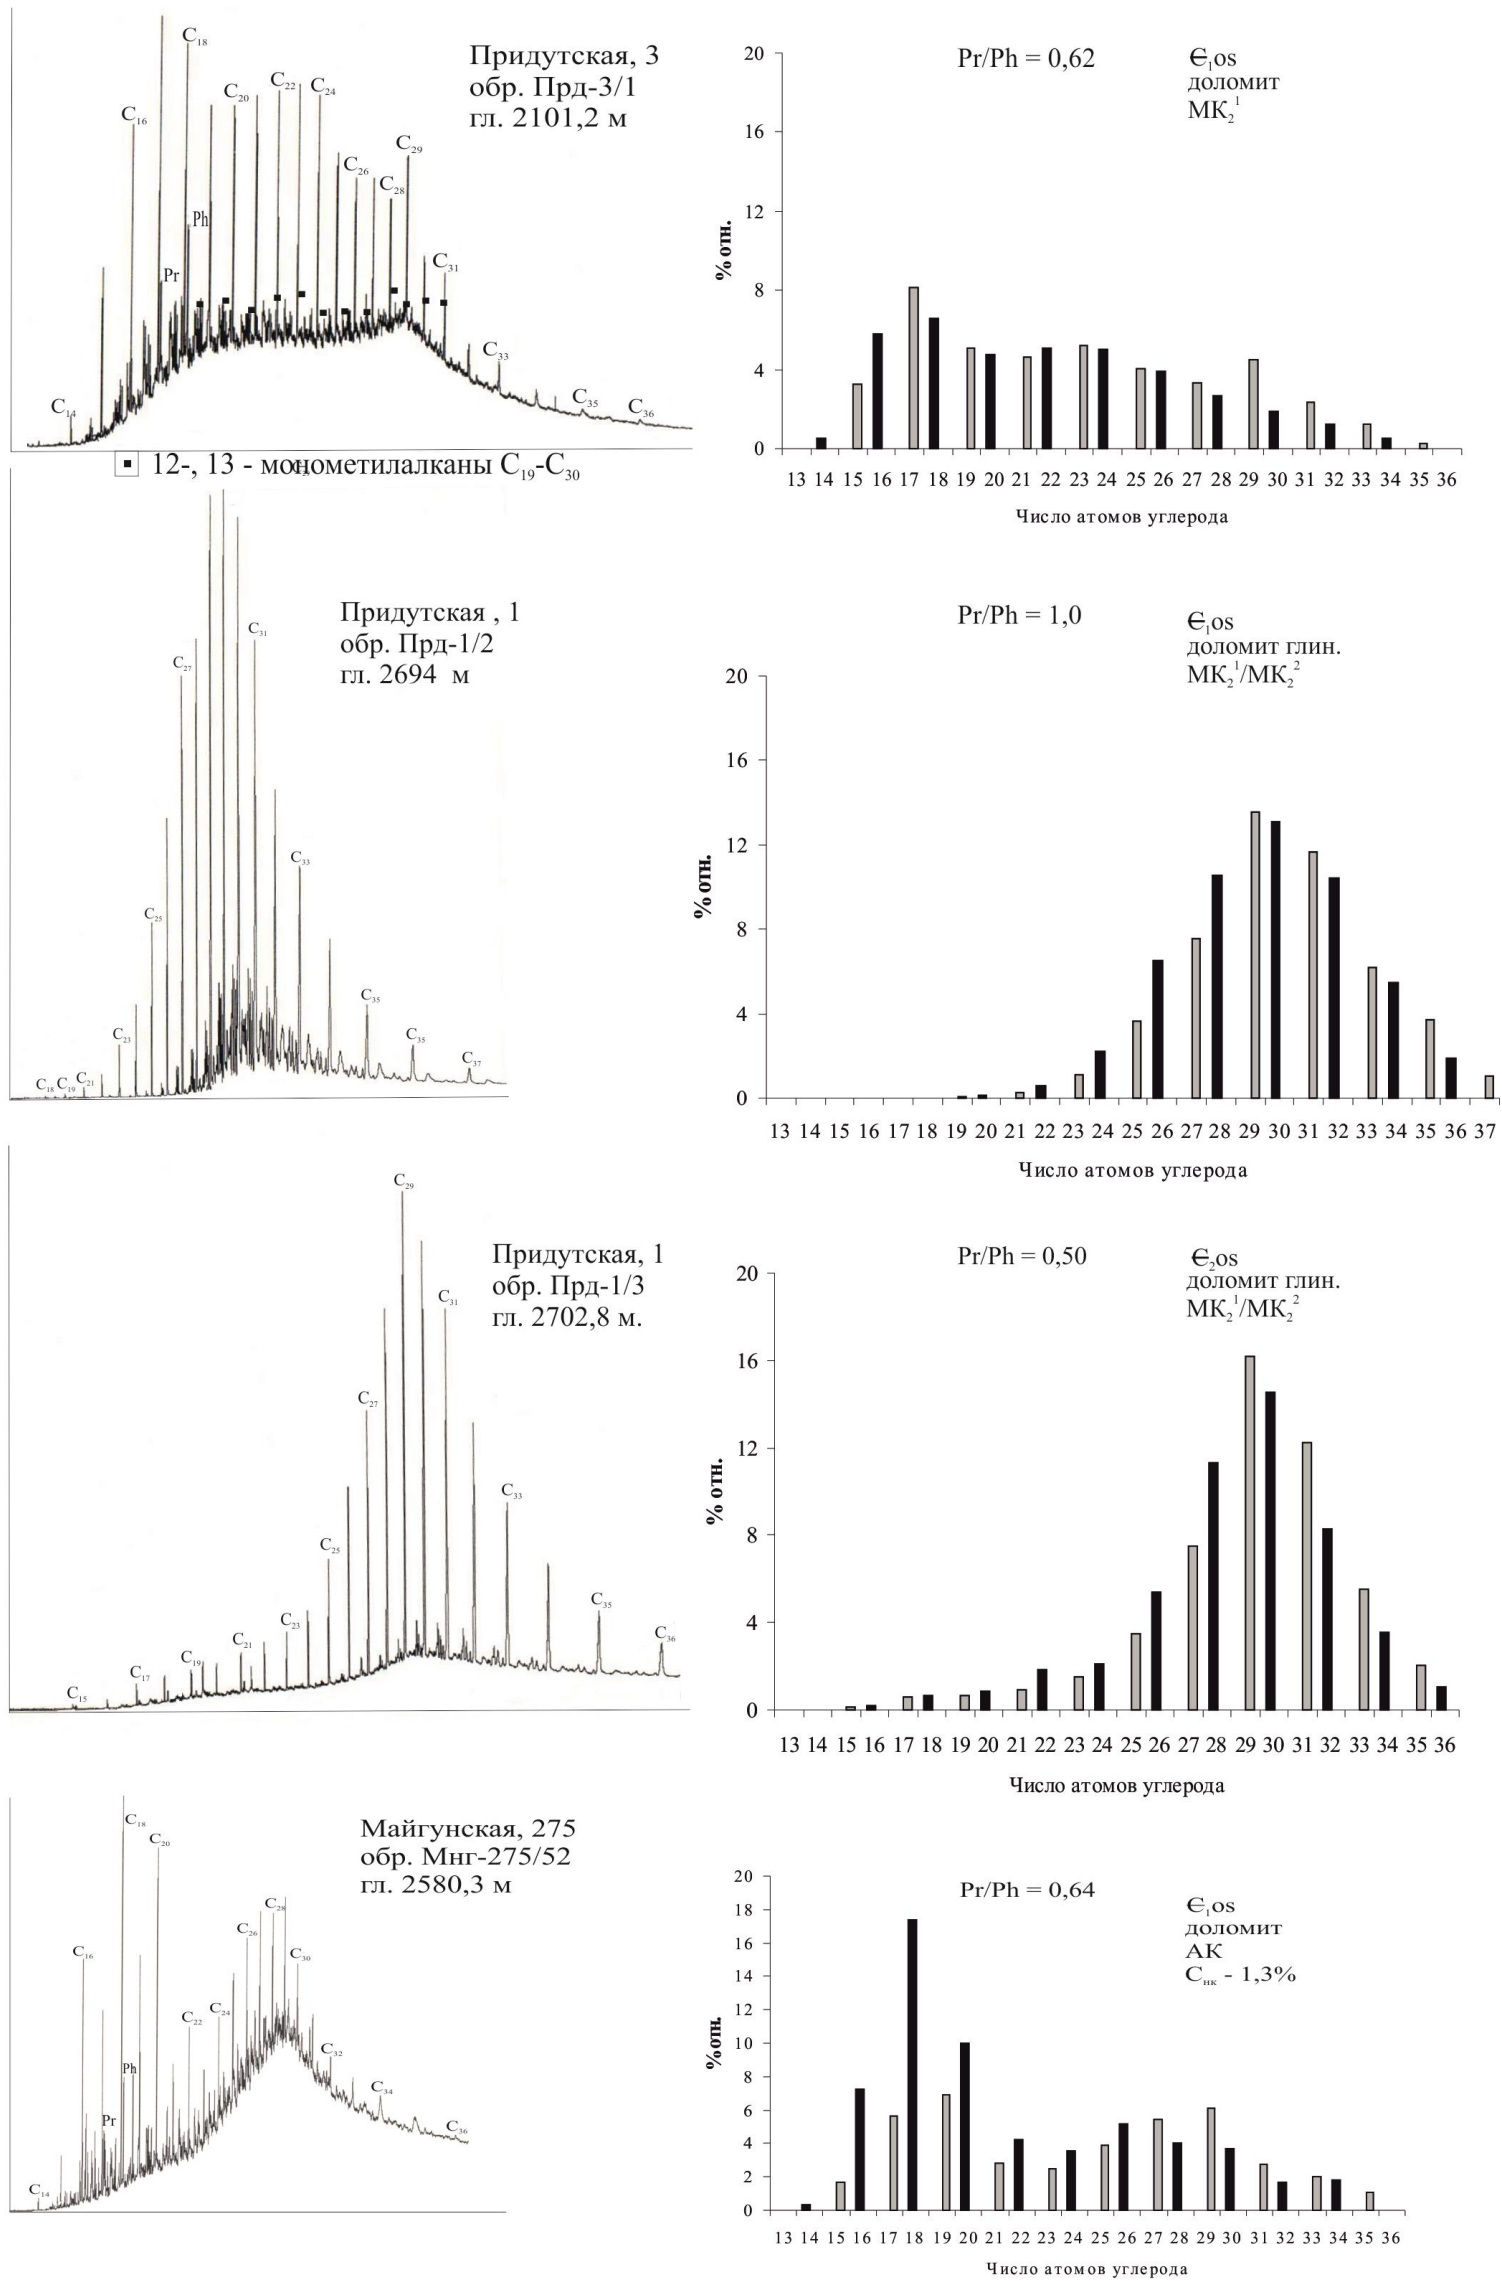 Придутская, 3
обр. Прд-3/1
гл. 2101,2 м
C₁₄
C₁₆
C₁₈
Pr
Ph
C₂₀
C₂₂
C₂₄
C₂₆
C₂₈
C₂₉
C₃₁
C₃₃
C₃₅
C₃₆
12-, 13 - монометилалканы C₁₉-C₃₀
Pr/Ph = 0,62
Є₁os
доломит
МК₂¹
% отн.
20
16
12
8
4
0
13 14 15 16 17 18 19 20 21 22 23 24 25 26 27 28 29 30 31 32 33 34 35 36
Число атомов углерода
Придутская , 1
обр. Прд-1/2
гл. 2694 м
C₁₈
C₁₉
C₂₁
C₂₃
C₂₅
C₂₇
C₃₁
C₃₃
C₃₅
C₃₅
C₃₇
Pr/Ph = 1,0
Є₁os
доломит глин.
МК₂¹/МК₂²
% отн.
20
16
12
8
4
0
13 14 15 16 17 18 19 20 21 22 23 24 25 26 27 28 29 30 31 32 33 34 35 36 37
Число атомов углерода
Придутская, 1
обр. Прд-1/3
гл. 2702,8 м.
C₁₅
C₁₇
C₁₉
C₂₁
C₂₃
C₂₅
C₂₇
C₂₉
C₃₁
C₃₃
C₃₅
C₃₆
Pr/Ph = 0,50
Є₂os
доломит глин.
МК₂¹/МК₂²
% отн.
20
16
12
8
4
0
13 14 15 16 17 18 19 20 21 22 23 24 25 26 27 28 29 30 31 32 33 34 35 36
Число атомов углерода
Майгунская, 275
обр. Мнг-275/52
гл. 2580,3 м
C₁₄
C₁₆
Pr
Ph
C₁₈
C₂₀
C₂₂
C₂₄
C₂₆
C₂₈
C₃₀
C₃₂
C₃₄
C₃₆
Pr/Ph = 0,64
Є₁os
доломит
АК
Cнк - 1,3%
%отн.
20
18
16
14
12
10
8
6
4
2
0
13 14 15 16 17 18 19 20 21 22 23 24 25 26 27 28 29 30 31 32 33 34 35 36
Число атомов углерода